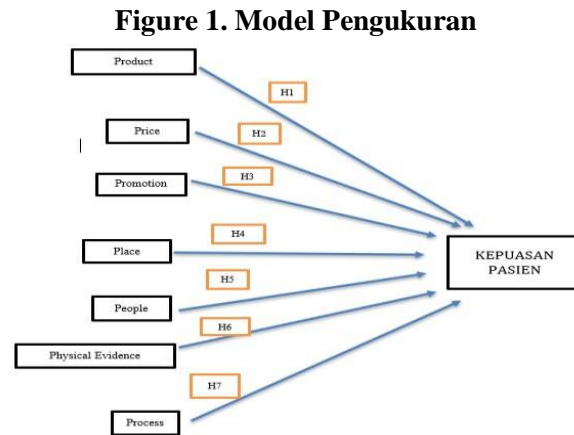 Figure 1. Model Pengukuran
Product
H1
Price
H2
Promotion
H3
Place
H4
People
H5
Physical Evidence
H6
Process
H7
KEPUASAN
PASIEN